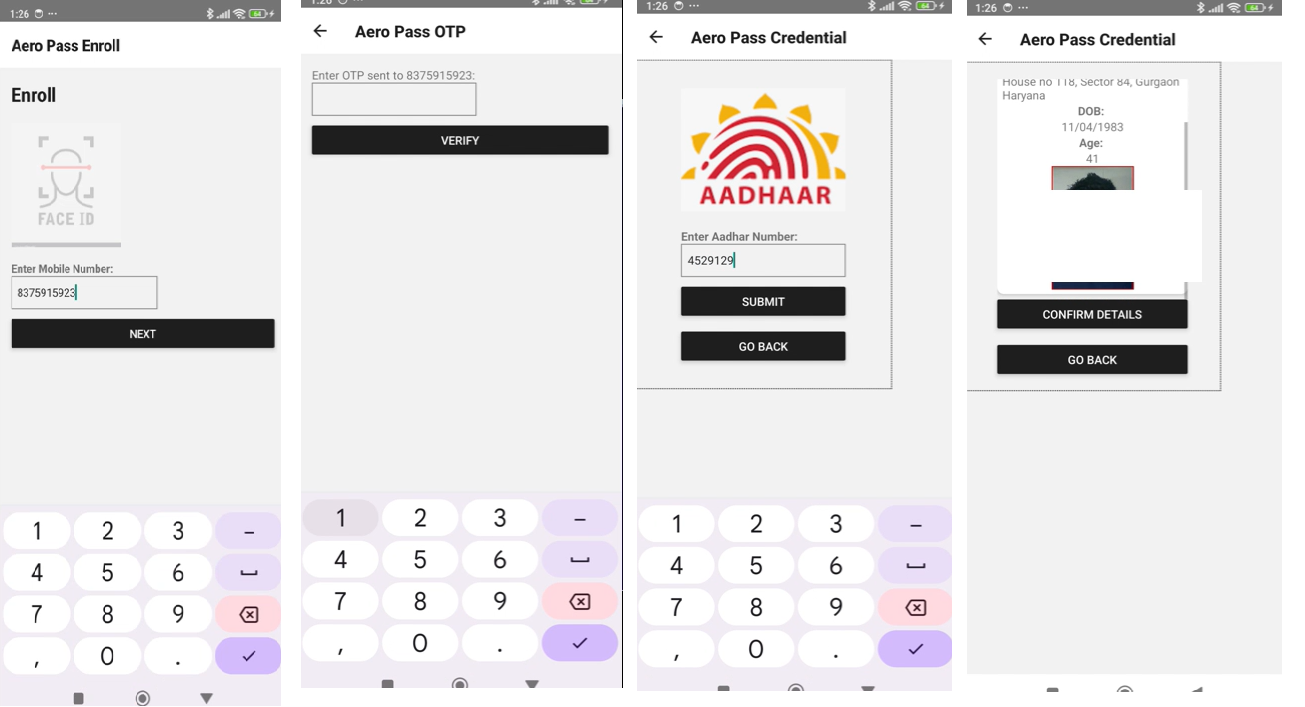 1:26
Aero Pass Enroll
Enroll
FACE ID
Enter Mobile Number:
8375915923
NEXT
1 2 3 –
4 5 6
7 8 9
, 0 .
1:26
Aero Pass OTP
Enter OTP sent to 8375915923:
VERIFY
1 2 3 –
4 5 6
7 8 9
, 0 .
1:26
64
Aero Pass Credential
AADHAAR
Enter Aadhar Number:
4529129
SUBMIT
GO BACK
1 2 3 –
4 5 6
7 8 9
, 0 .
1:26
64
Aero Pass Credential
House no 118, Sector 84, Gurgaon
Haryana
DOB:
11/04/1983
Age:
41
CONFIRM DETAILS
GO BACK